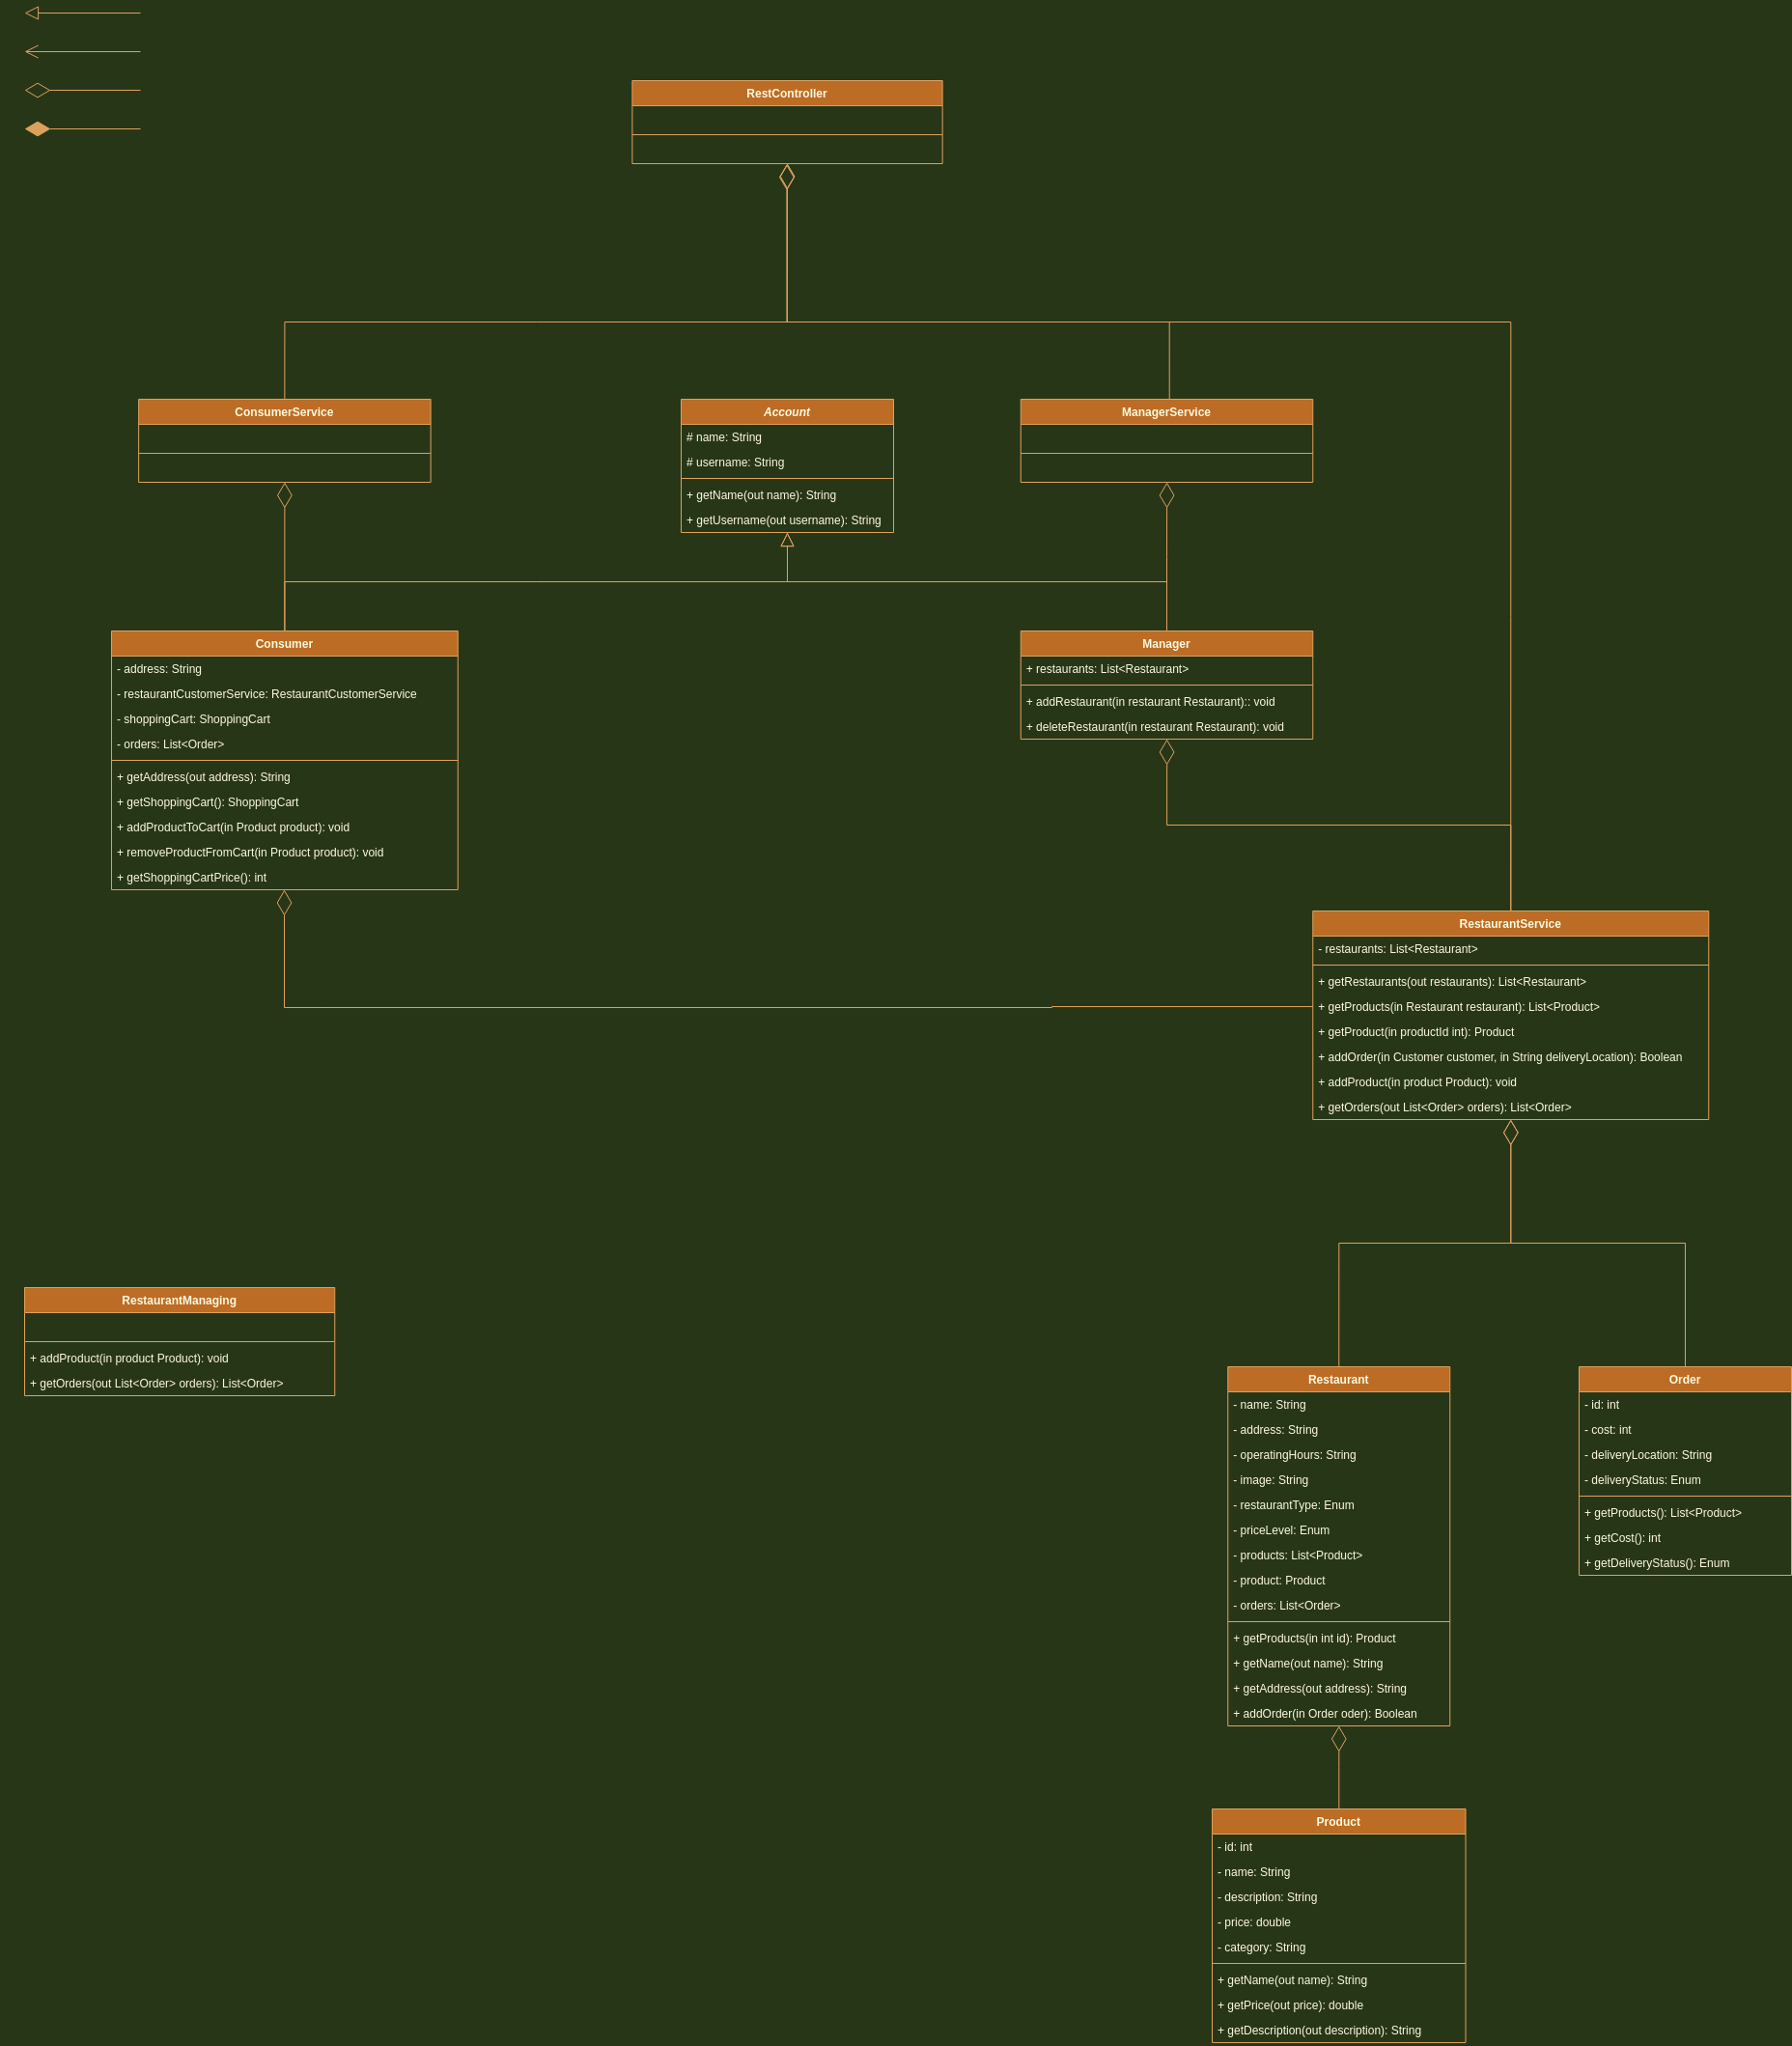 RestController
ConsumerService
Account
# name: String
# username: String
+ getName(out name): String
+ getUsername(out username): String
ManagerService
Consumer
- address: String
- restaurantCustomerService: RestaurantCustomerService
- shoppingCart: ShoppingCart
- orders: List<Order>
+ getAddress(out address): String
+ getShoppingCart(): ShoppingCart
+ addProductToCart(in Product product): void
+ removeProductFromCart(in Product product): void
+ getShoppingCartPrice(): int
Manager
+ restaurants: List<Restaurant>
+ addRestaurant(in restaurant Restaurant):: void
+ deleteRestaurant(in restaurant Restaurant): void
RestaurantService
- restaurants: List<Restaurant>
+ getRestaurants(out restaurants): List<Restaurant>
+ getProducts(in Restaurant restaurant): List<Product>
+ getProduct(in productId int): Product
+ addOrder(in Customer customer, in String deliveryLocation): Boolean
+ addProduct(in product Product): void
+ getOrders(out List<Order> orders): List<Order>
RestaurantManaging
+ addProduct(in product Product): void
+ getOrders(out List<Order> orders): List<Order>
Restaurant
- name: String
- address: String
- operatingHours: String
- image: String
- restaurantType: Enum
- priceLevel: Enum
- products: List<Product>
- product: Product
- orders: List<Order>
+ getProducts(in int id): Product
+ getName(out name): String
+ getAddress(out address): String
+ addOrder(in Order oder): Boolean
Order
- id: int
- cost: int
- deliveryLocation: String
- deliveryStatus: Enum
+ getProducts(): List<Product>
+ getCost(): int
+ getDeliveryStatus(): Enum
Product
- id: int
- name: String
- description: String
- price: double
- category: String
+ getName(out name): String
+ getPrice(out price): double
+ getDescription(out description): String